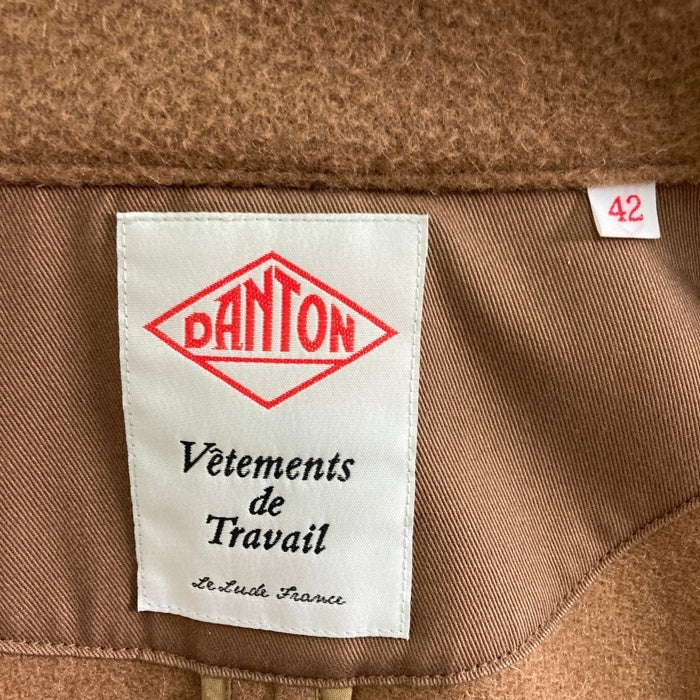 42
DANTON
Vêtements
de
Travail
Le Lude France